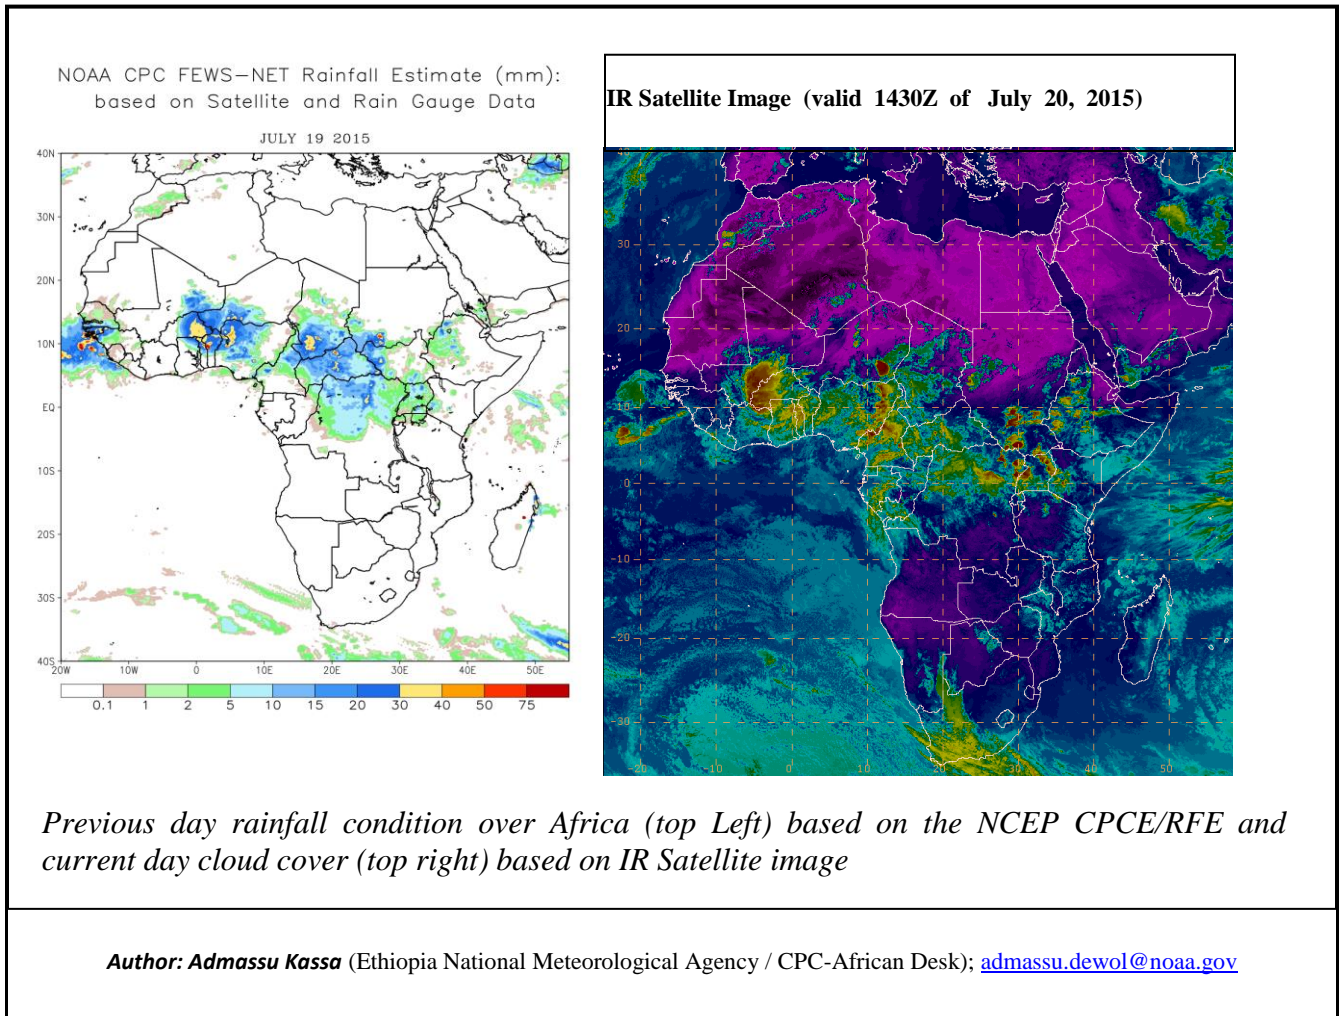 NOAA CPC FEWS-NET Rainfall Estimate (mm):
based on Satellite and Rain Gauge Data
JULY 19 2015
40N
30N
20N
10N
EQ
10S
20S
30S
40S
20W 10W 0 10E 20E 30E 40E 50E
0.1 1 2 5 10 15 20 30 40 50 75
IR Satellite Image (valid 1430Z of July 20, 2015)
30
20
10
0
-10
-20
-30
-20 -10 0 10 20 30 40 50
Previous day rainfall condition over Africa (top Left) based on the NCEP CPCE/RFE and
current day cloud cover (top right) based on IR Satellite image
Author: Admassu Kassa (Ethiopia National Meteorological Agency / CPC-African Desk); admassu.dewol@noaa.gov